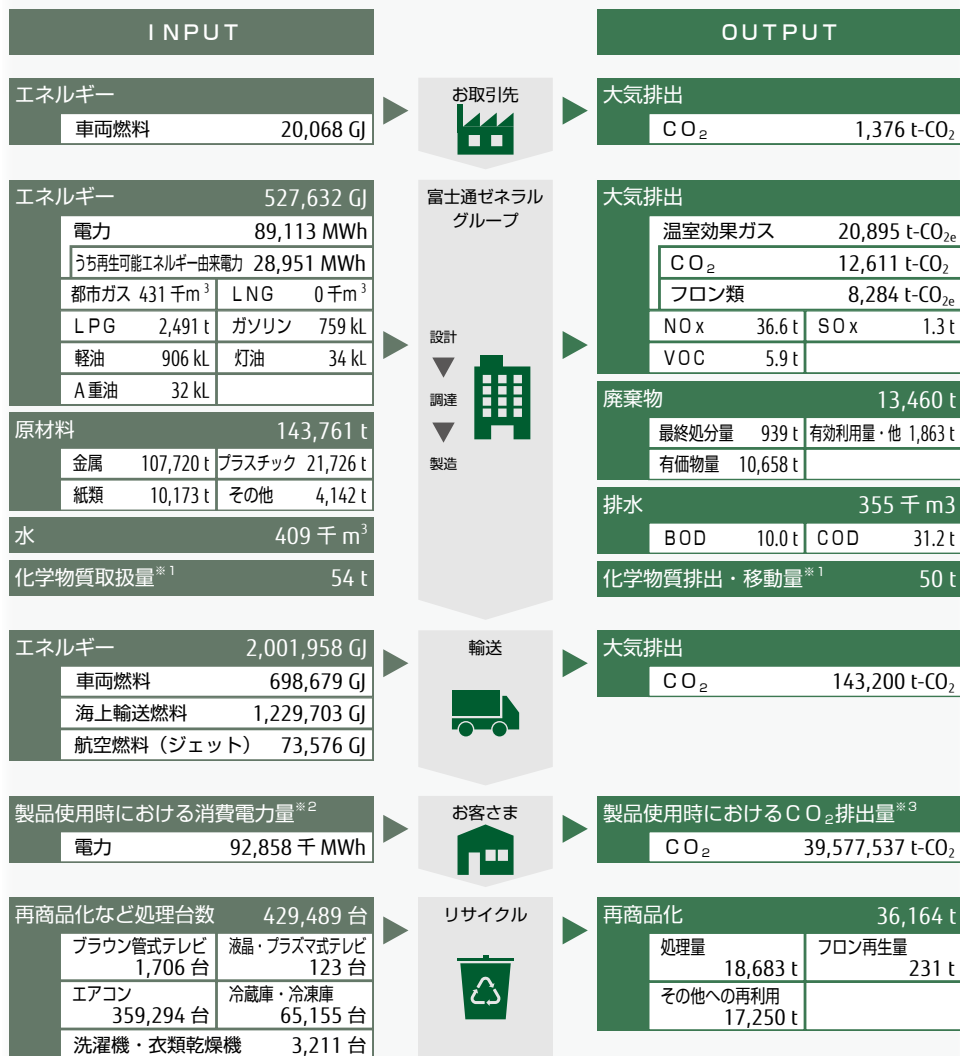 INPUT
OUTPUT
エネルギー
車両燃料 20,068 GJ
お取引先
大気排出
CO₂ 1,376 t-CO₂
エネルギー 527,632 GJ
電力 89,113 MWh
うち再生可能エネルギー由来電力 28,951 MWh
都市ガス 431 千m³ LNG 0 千m³
LPG 2,491 t ガソリン 759 kL
軽油 906 kL 灯油 34 kL
A重油 32 kL
原材料 143,761 t
金属 107,720 t プラスチック 21,726 t
紙類 10,173 t その他 4,142 t
水 409 千 m³
化学物質取扱量※1 54 t
富士通ゼネラル
グループ
設計
調達
製造
大気排出
温室効果ガス 20,895 t-CO₂e
CO₂ 12,611 t-CO₂
フロン類 8,284 t-CO₂e
NOx 36.6 t SOx 1.3 t
VOC 5.9 t
廃棄物 13,460 t
最終処分量 939 t 有効利用量・他 1,863 t
有価物量 10,658 t
排水 355 千 m3
BOD 10.0 t COD 31.2 t
化学物質排出・移動量※1 50 t
エネルギー 2,001,958 GJ
車両燃料 698,679 GJ
海上輸送燃料 1,229,703 GJ
航空燃料（ジェット） 73,576 GJ
輸送
大気排出
CO₂ 143,200 t-CO₂
製品使用時における消費電力量※2
電力 92,858 千 MWh
お客さま
製品使用時におけるCO₂排出量※3
CO₂ 39,577,537 t-CO₂
再商品化など処理台数 429,489 台
ブラウン管式テレビ 液晶・プラズマ式テレビ
1,706 台 123 台
エアコン 冷蔵庫・冷凍庫
359,294 台 65,155 台
洗濯機・衣類乾燥機 3,211 台
リサイクル
再商品化 36,164 t
処理量 フロン再生量
18,683 t 231 t
その他への再利用
17,250 t